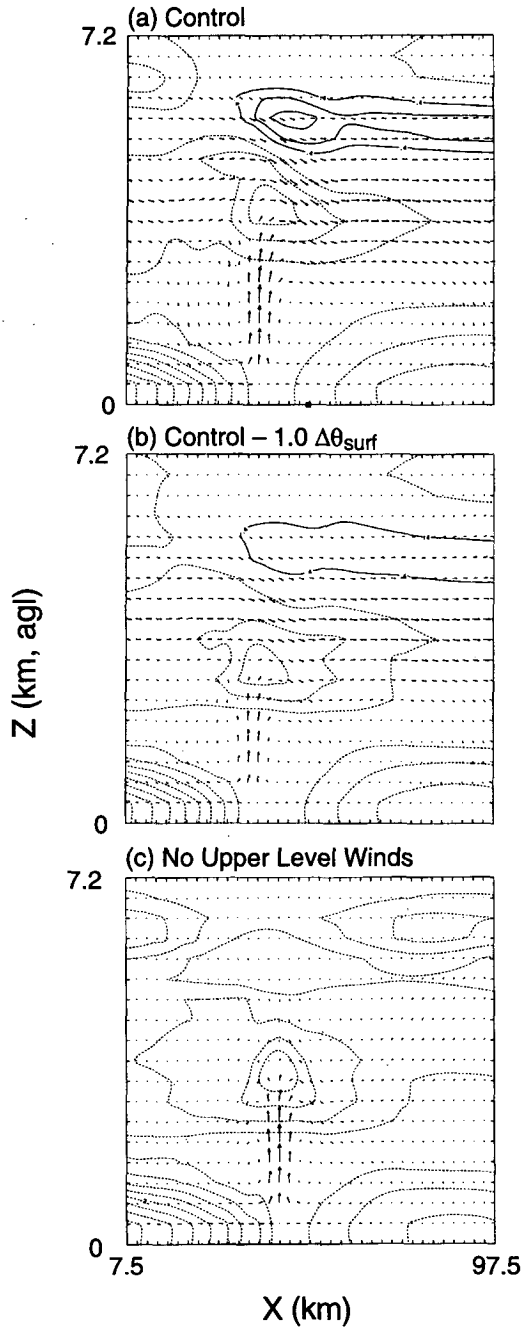 (a) Control
7.2
0
(b) Control – 1.0 Δθsurf
7.2
0
Z (km, agl)
(c) No Upper Level Winds
7.2
0
7.5
97.5
X (km)